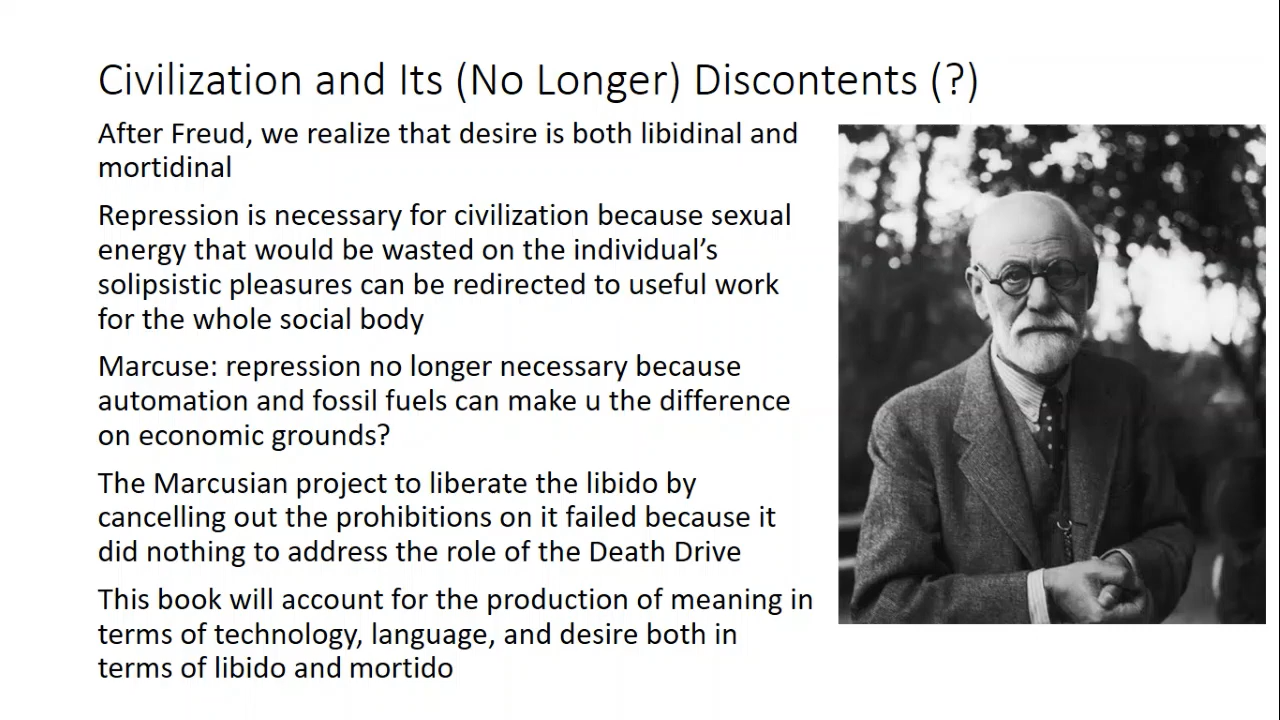 Civilization and Its (No Longer) Discontents (?)
After Freud, we realize that desire is both libidinal and
mortidinal
Repression is necessary for civilization because sexual
energy that would be wasted on the individual’s
solipsistic pleasures can be redirected to useful work
for the whole social body
Marcuse: repression no longer necessary because
automation and fossil fuels can make u the difference
on economic grounds?
The Marcusian project to liberate the libido by
cancelling out the prohibitions on it failed because it
did nothing to address the role of the Death Drive
This book will account for the production of meaning in
terms of technology, language, and desire both in
terms of libido and mortido